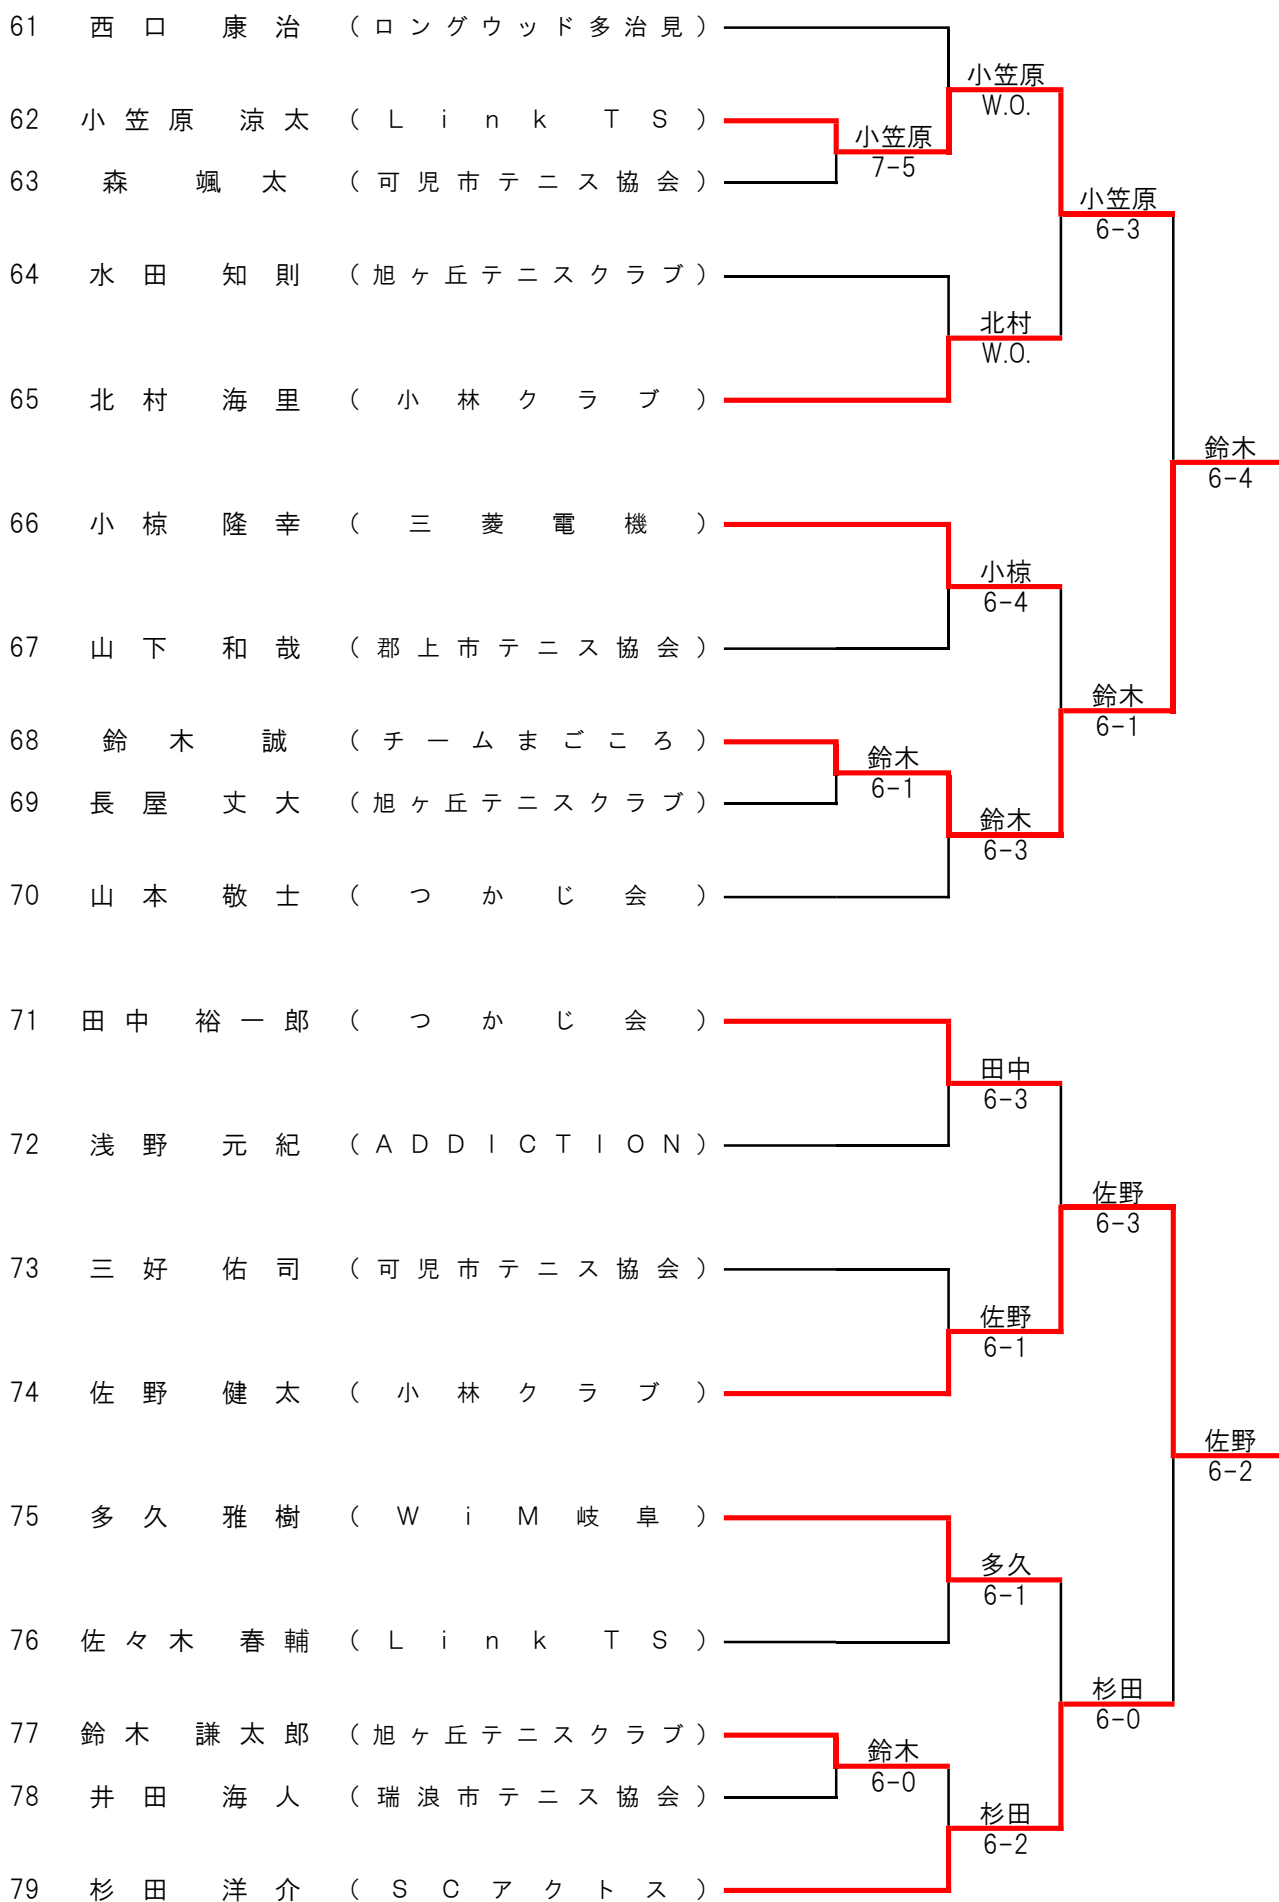 61 西口 康治 (ロングウッド多治見)
小笠原
W.O.
62 小笠原 涼太 (Link TS)
小笠原
7-5
63 森 颯太 (可児市テニス協会)
小笠原
6-3
64 水田 知則 (旭ヶ丘テニスクラブ)
北村
W.O.
65 北村 海里 (小林クラブ)
鈴木
6-4
66 小椋 隆幸 (三菱電機)
小椋
6-4
67 山下 和哉 (郡上市テニス協会)
鈴木
6-1
68 鈴木 誠 (チームまごころ)
鈴木
6-1
69 長屋 丈大 (旭ヶ丘テニスクラブ)
鈴木
6-3
70 山本 敬士 (つかじ会)
71 田中 裕一郎 (つかじ会)
田中
6-3
72 浅野 元紀 (ADDICTION)
佐野
6-3
73 三好 佑司 (可児市テニス協会)
佐野
6-1
74 佐野 健太 (小林クラブ)
佐野
6-2
75 多久 雅樹 (WiM岐阜)
多久
6-1
76 佐々木 春輔 (Link TS)
杉田
6-0
77 鈴木 謙太郎 (旭ヶ丘テニスクラブ)
鈴木
6-0
78 井田 海人 (瑞浪市テニス協会)
杉田
6-2
79 杉田 洋介 (SCアクトス)